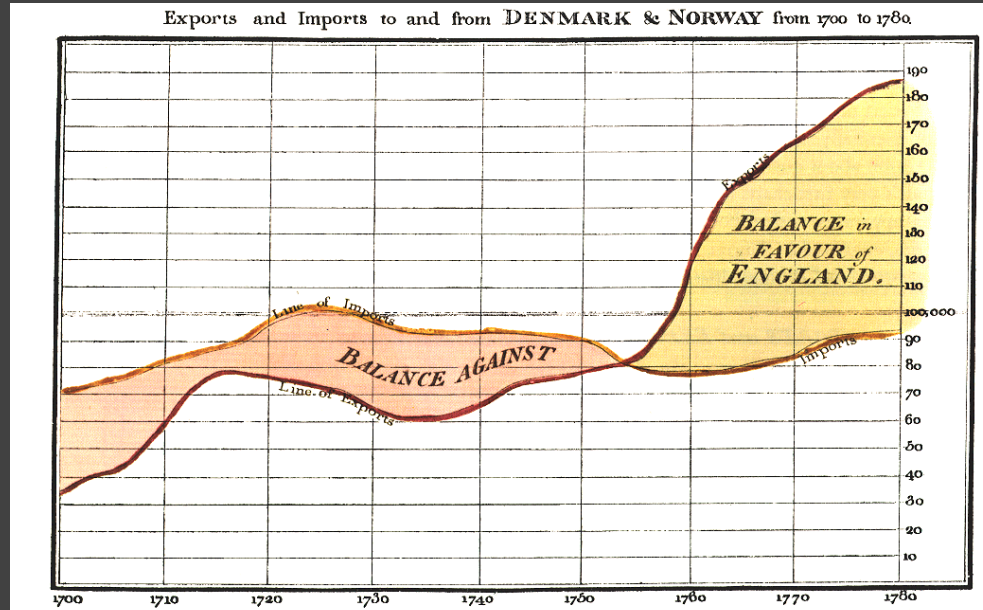 Exports and Imports to and from DENMARK & NORWAY from 1700 to 1780.
190
180
170
160
150
140
130
120
110
100,000
90
80
70
60
50
40
30
20
10
Exports
BALANCE in
FAVOUR of
ENGLAND.
Line of Imports
BALANCE AGAINST
Imports
Line of Exports
1700 1710 1720 1730 1740 1750 1760 1770 1780